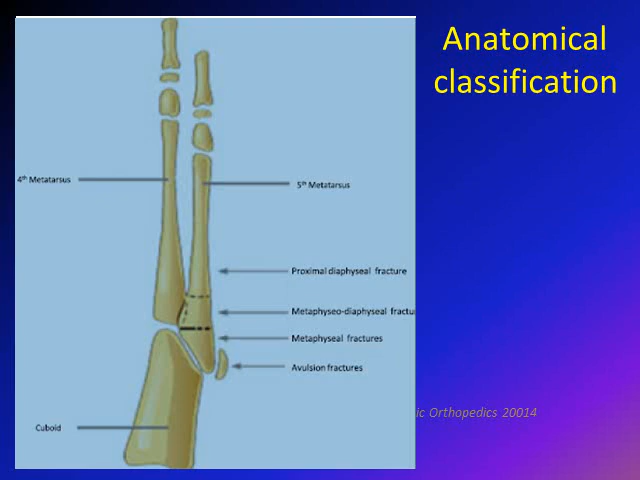 Anatomical
classification
4th Metatarsus
5th Metatarsus
Proximal diaphyseal fracture
Metaphyseo-diaphyseal fractu
Metaphyseal fractures
Avulsion fractures
ic Orthopedics 20014
Cuboid